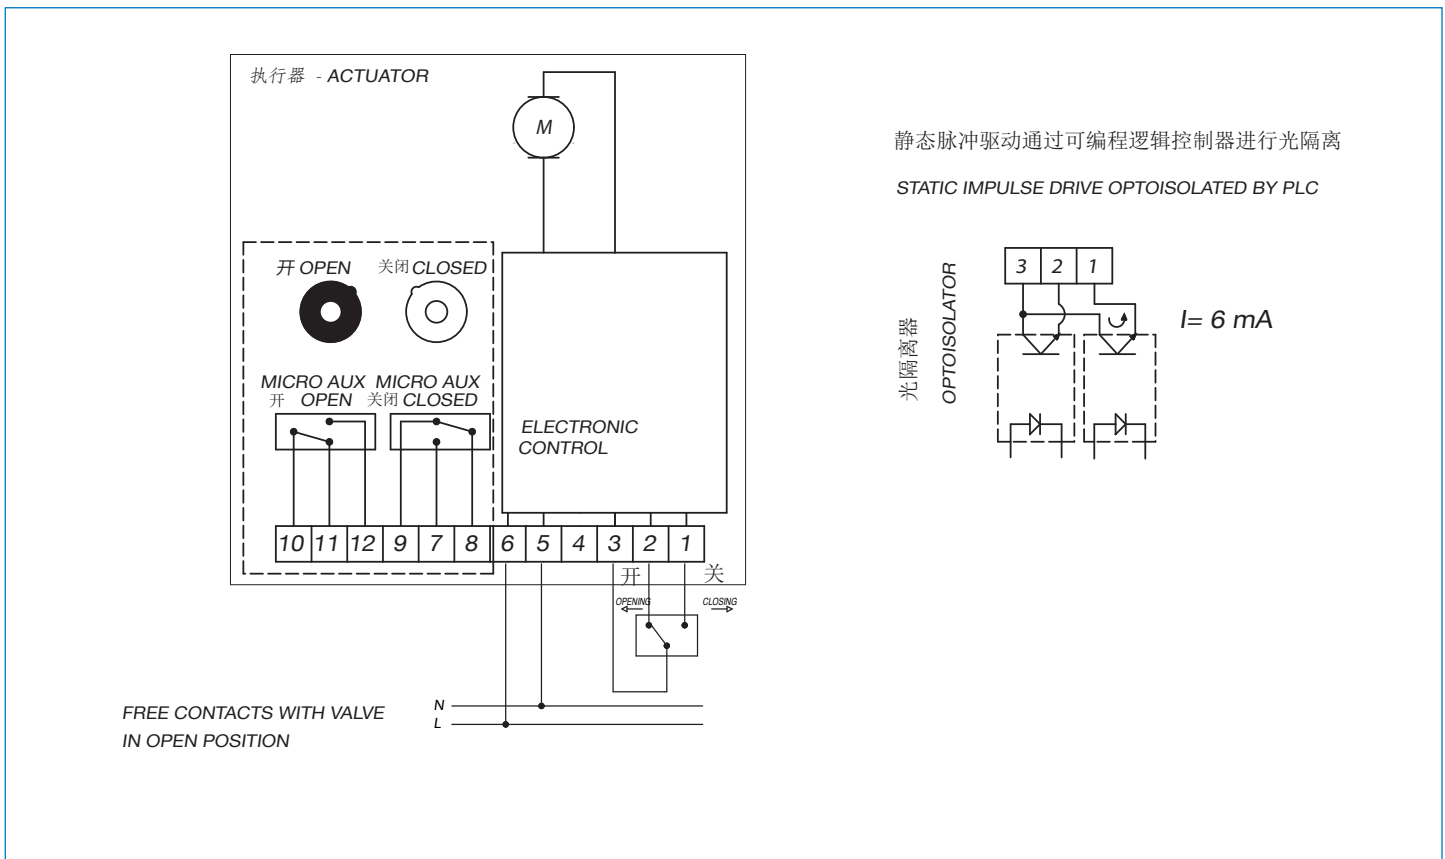 执行器 - ACTUATOR
M
静态脉冲驱动通过可编程逻辑控制器进行光隔离
STATIC IMPULSE DRIVE OPTOISOLATED BY PLC
开 OPEN 关闭 CLOSED
3 2 1
光隔离器
OPTOISOLATOR
I= 6 mA
MICRO AUX MICRO AUX
开 OPEN 关闭 CLOSED
ELECTRONIC
CONTROL
10 11 12 9 7 8 6 5 4 3 2 1
开 关
OPENING CLOSING
FREE CONTACTS WITH VALVE
IN OPEN POSITION
N
L